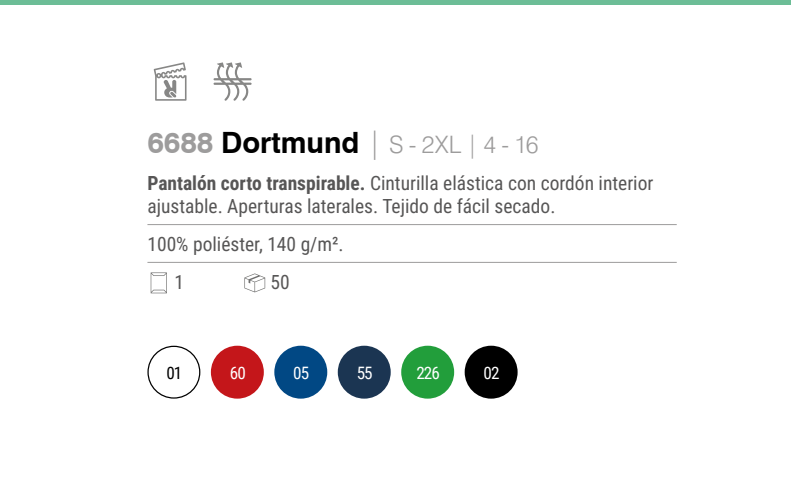 6688 Dortmund | S - 2XL | 4 - 16
Pantalón corto transpirable. Cinturilla elástica con cordón interior
ajustable. Aperturas laterales. Tejido de fácil secado.
100% poliéster, 140 g/m².
1 50
01 60 05 55 226 02